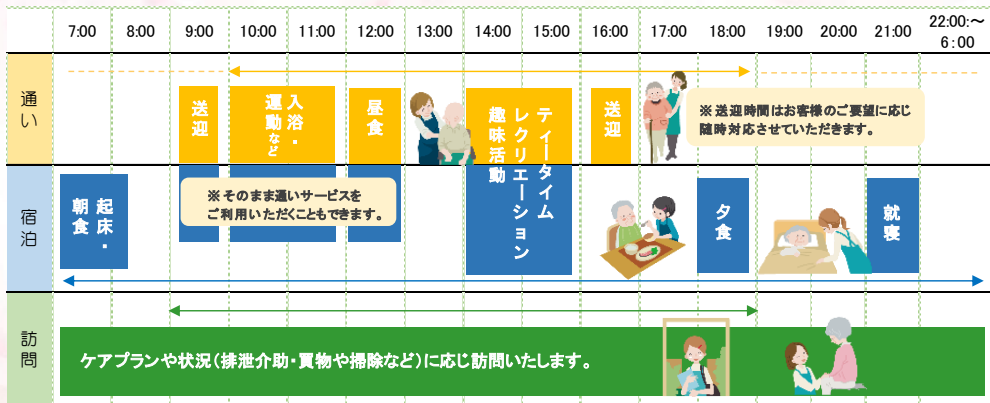 7:00 8:00 9:00 10:00 11:00 12:00 13:00 14:00 15:00 16:00 17:00 18:00 19:00 20:00 21:00 22:00:～
6:00
通い
送迎
入浴・
運動など
昼食
ティータイム
レクリエーション
趣味活動
送迎
※送迎時間はお客様のご要望に応じ
随時対応させていただきます。
宿泊
起床・
朝食
※そのまま通いサービスを
ご利用いただくこともできます。
夕食
就寝
訪問
ケアプランや状況（排泄介助・買物や掃除など）に応じ訪問いたします。